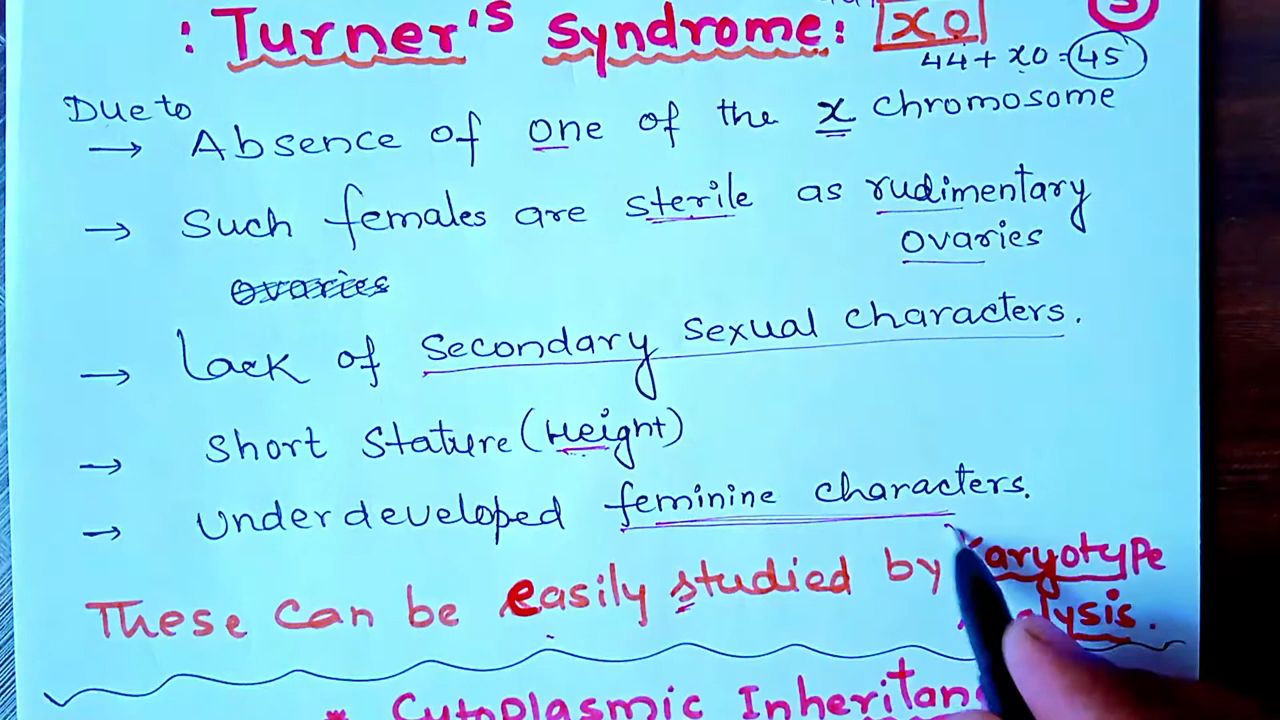 : Turner's Syndrome: XO
44 + XO = 45
Due to
→ Absence of one of the x chromosome
→ Such females are sterile as rudimentary
ovaries
ovaries
→ Lack of secondary sexual characters.
→ Short Stature (Height)
→ Underdeveloped feminine characters.
These can be easily studied by karyotype
* Cytoplasmic